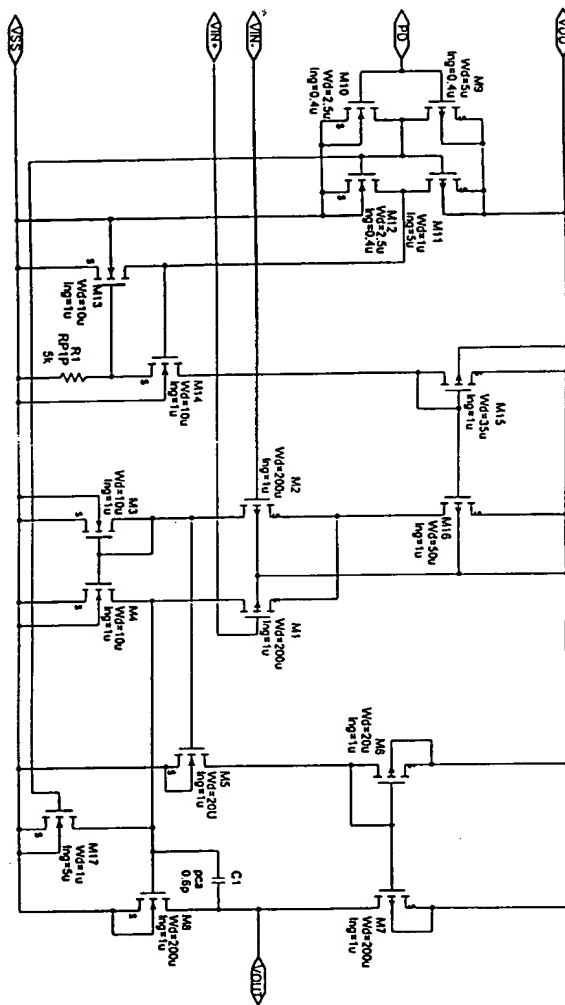 VDD
PD
VIN-
VIN+
VSS
M9
Wd=5u
lng=0.4u
M10
Wd=2.5u
lng=0.4u
S
M11
Wd=1u
lng=5u
M12
Wd=2.5u
lng=0.4u
S
M13
Wd=10u
lng=1u
S
R1
RP1P
5k
M14
Wd=10u
lng=1u
S
M15
Wd=35u
lng=1u
S
M16
Wd=50u
lng=1u
S
M2
Wd=200u
lng=1u
S
M1
Wd=200u
lng=1u
S
M3
Wd=10u
lng=1u
S
M4
Wd=10u
lng=1u
S
M6
Wd=20u
lng=1u
S
M7
Wd=200u
lng=1u
S
M5
Wd=20U
lng=1u
S
C1
pca
0.6p
M17
Wd=1u
lng=5u
S
M8
Wd=200u
lng=1u
S
VOUT